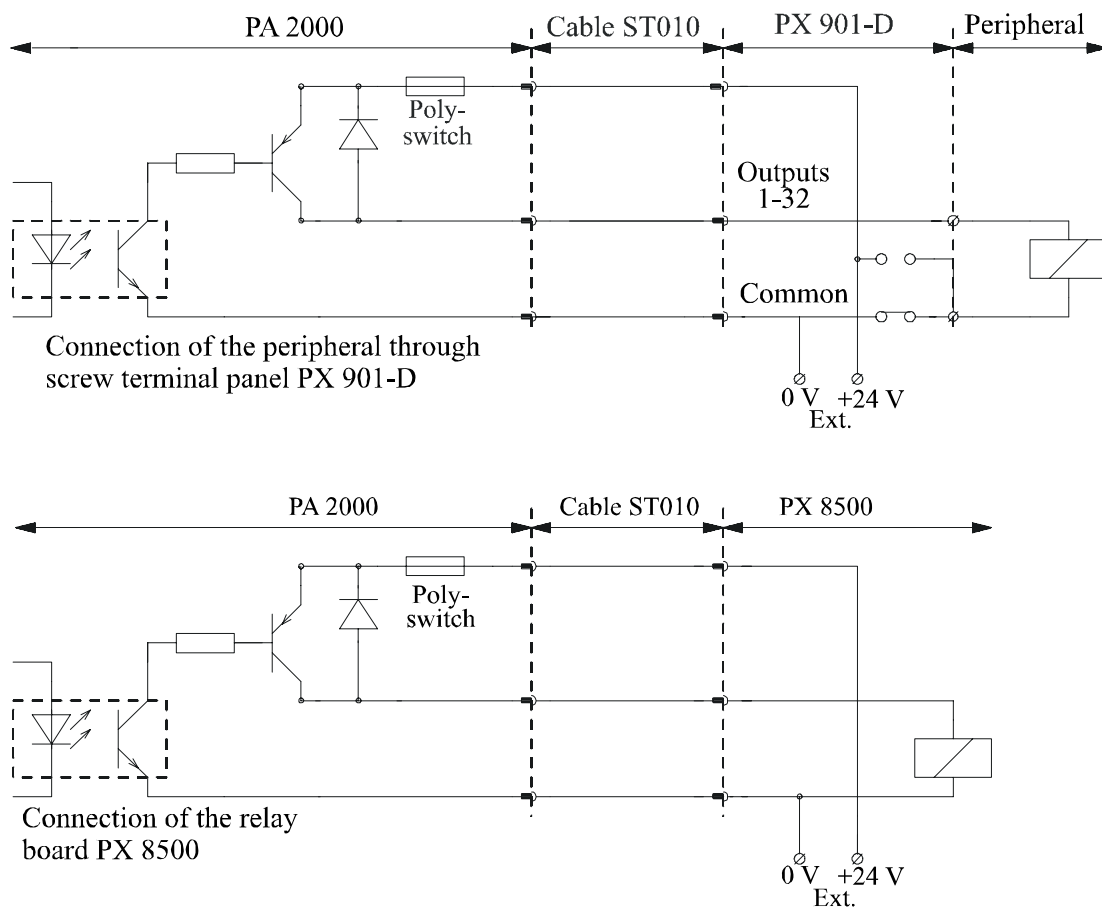 PA 2000
Cable ST010
PX 901-D
Peripheral
Poly-
switch
Outputs
1-32
Common
Connection of the peripheral through
screw terminal panel PX 901-D
0 V +24 V
Ext.
PA 2000
Cable ST010
PX 8500
Poly-
switch
Connection of the relay
board PX 8500
0 V +24 V
Ext.